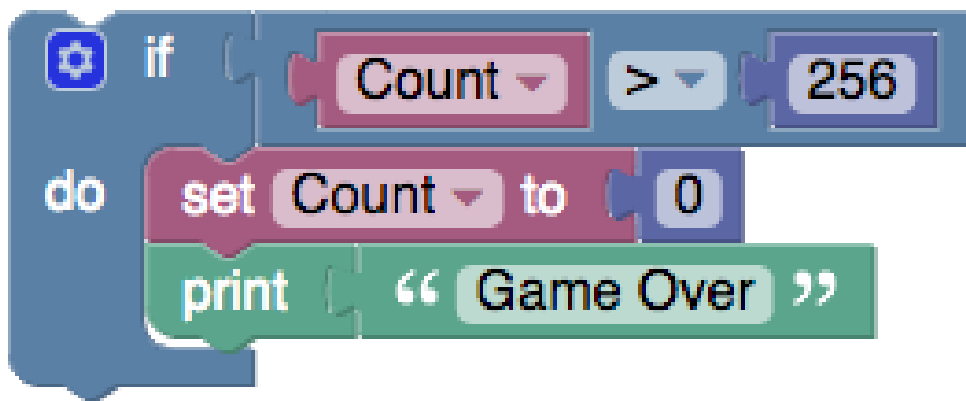 if Count > 256
do set Count to 0
print “ Game Over ”